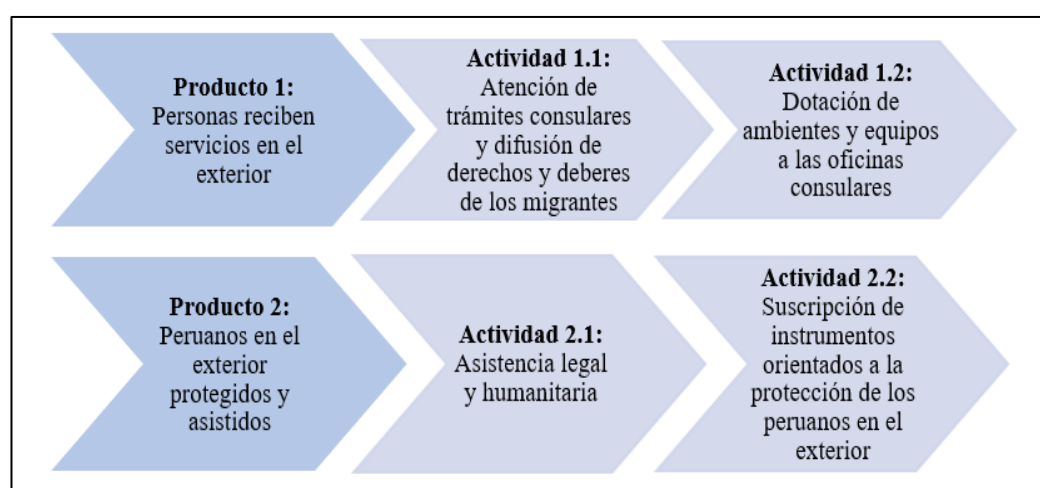 Producto 1:
Personas reciben
servicios en el
exterior
Actividad 1.1:
Atención de
trámites consulares
y difusión de
derechos y deberes
de los migrantes
Actividad 1.2:
Dotación de
ambientes y equipos
a las oficinas
consulares
Producto 2:
Peruanos en el
exterior
protegidos y
asistidos
Actividad 2.1:
Asistencia legal
y humanitaria
Actividad 2.2:
Suscripción de
instrumentos
orientados a la
protección de los
peruanos en el
exterior